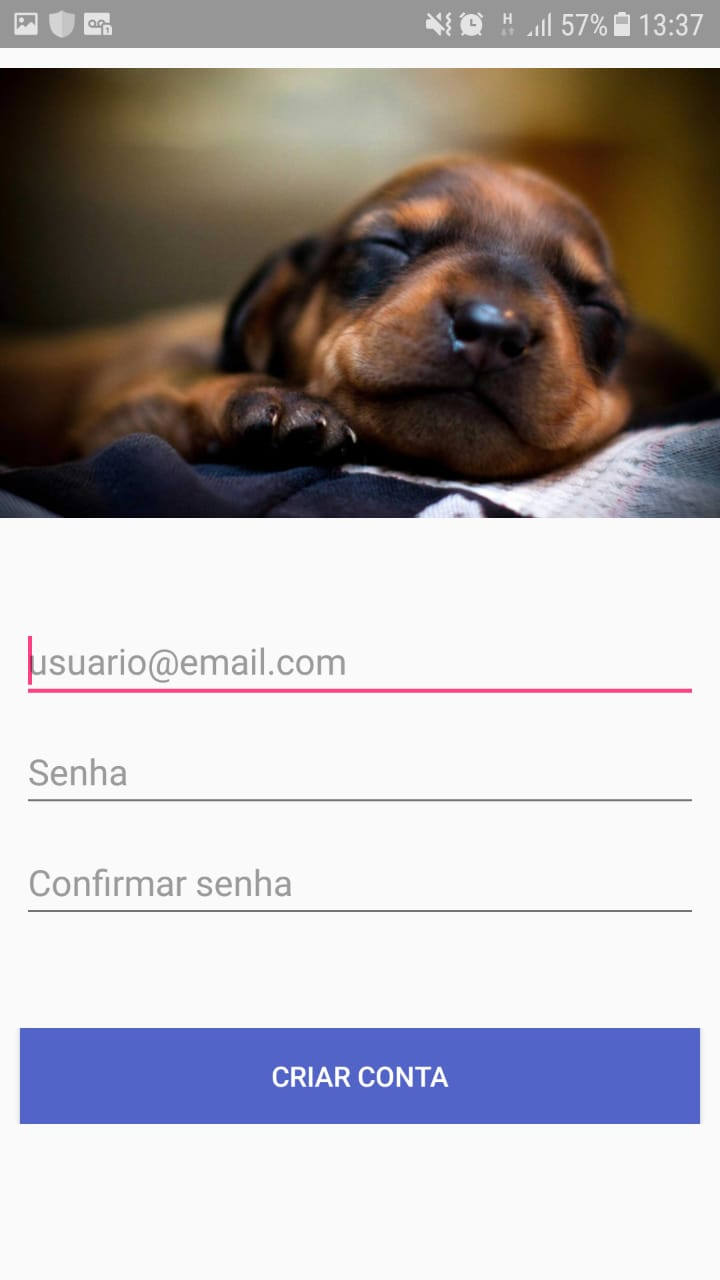 H 57% 13:37
usuario@email.com
Senha
Confirmar senha
CRIAR CONTA